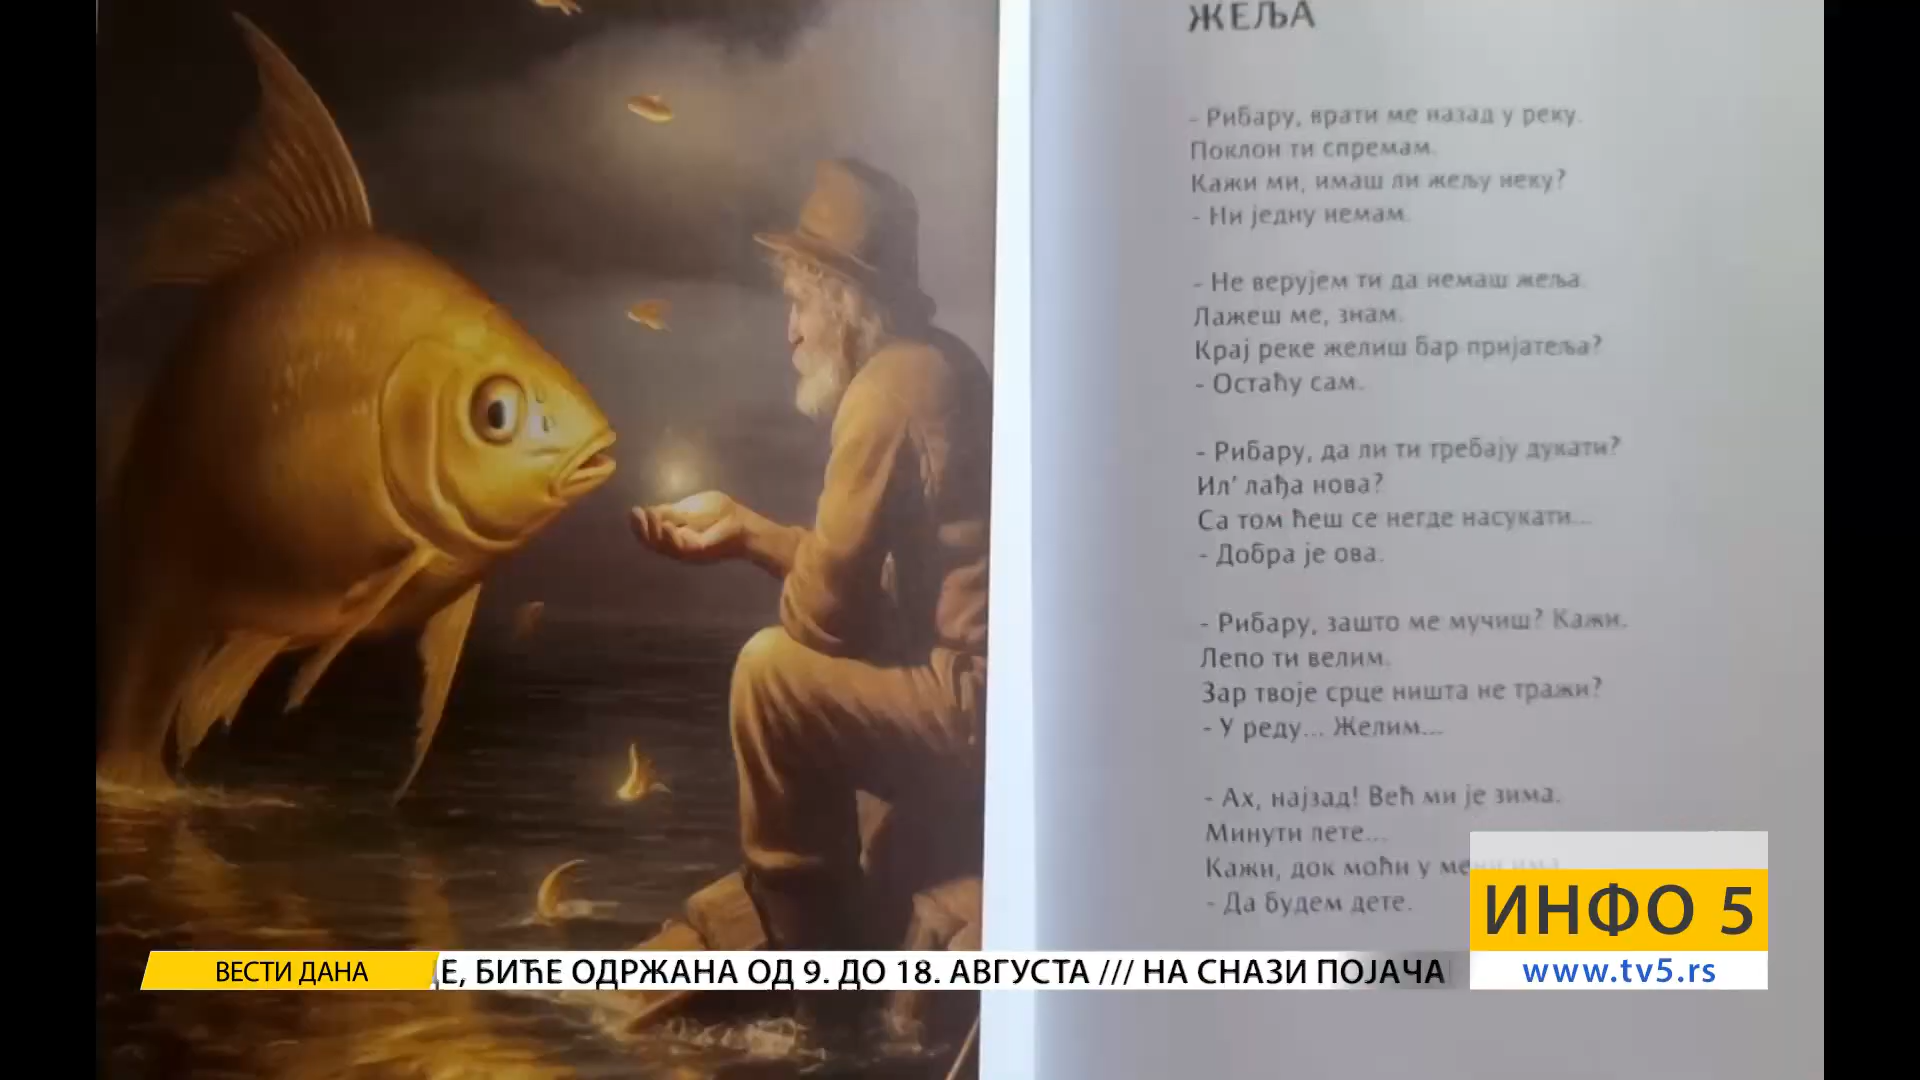 ЖЕЉА
- Рибару, врати ме назад у реку.
Поклон ти спремам.
Кажи ми, имаш ли жељу неку?
- Ни једну немам.
- Не верујем ти да немаш жеља.
Лажеш ме, знам.
Крај реке желиш бар пријатеља?
- Остаћу сам.
- Рибару, да ли ти требају дукати?
Ил' лађа нова?
Са том ћеш се негде насукати...
- Добра је ова.
- Рибару, зашто ме мучиш? Кажи.
Лепо ти велим.
Зар твоје срце ништа не тражи?
- У реду... Желим...
- Ах, најзад! Већ ми је зима.
Минути лете...
Кажи, док моћи у мени има
- Да будем дете.
ИНФО 5
www.tv5.rs
ВЕСТИ ДАНА
ДЕ, БИЋЕ ОДРЖАНА ОД 9. ДО 18. АВГУСТА /// НА СНАЗИ ПОЈАЧА